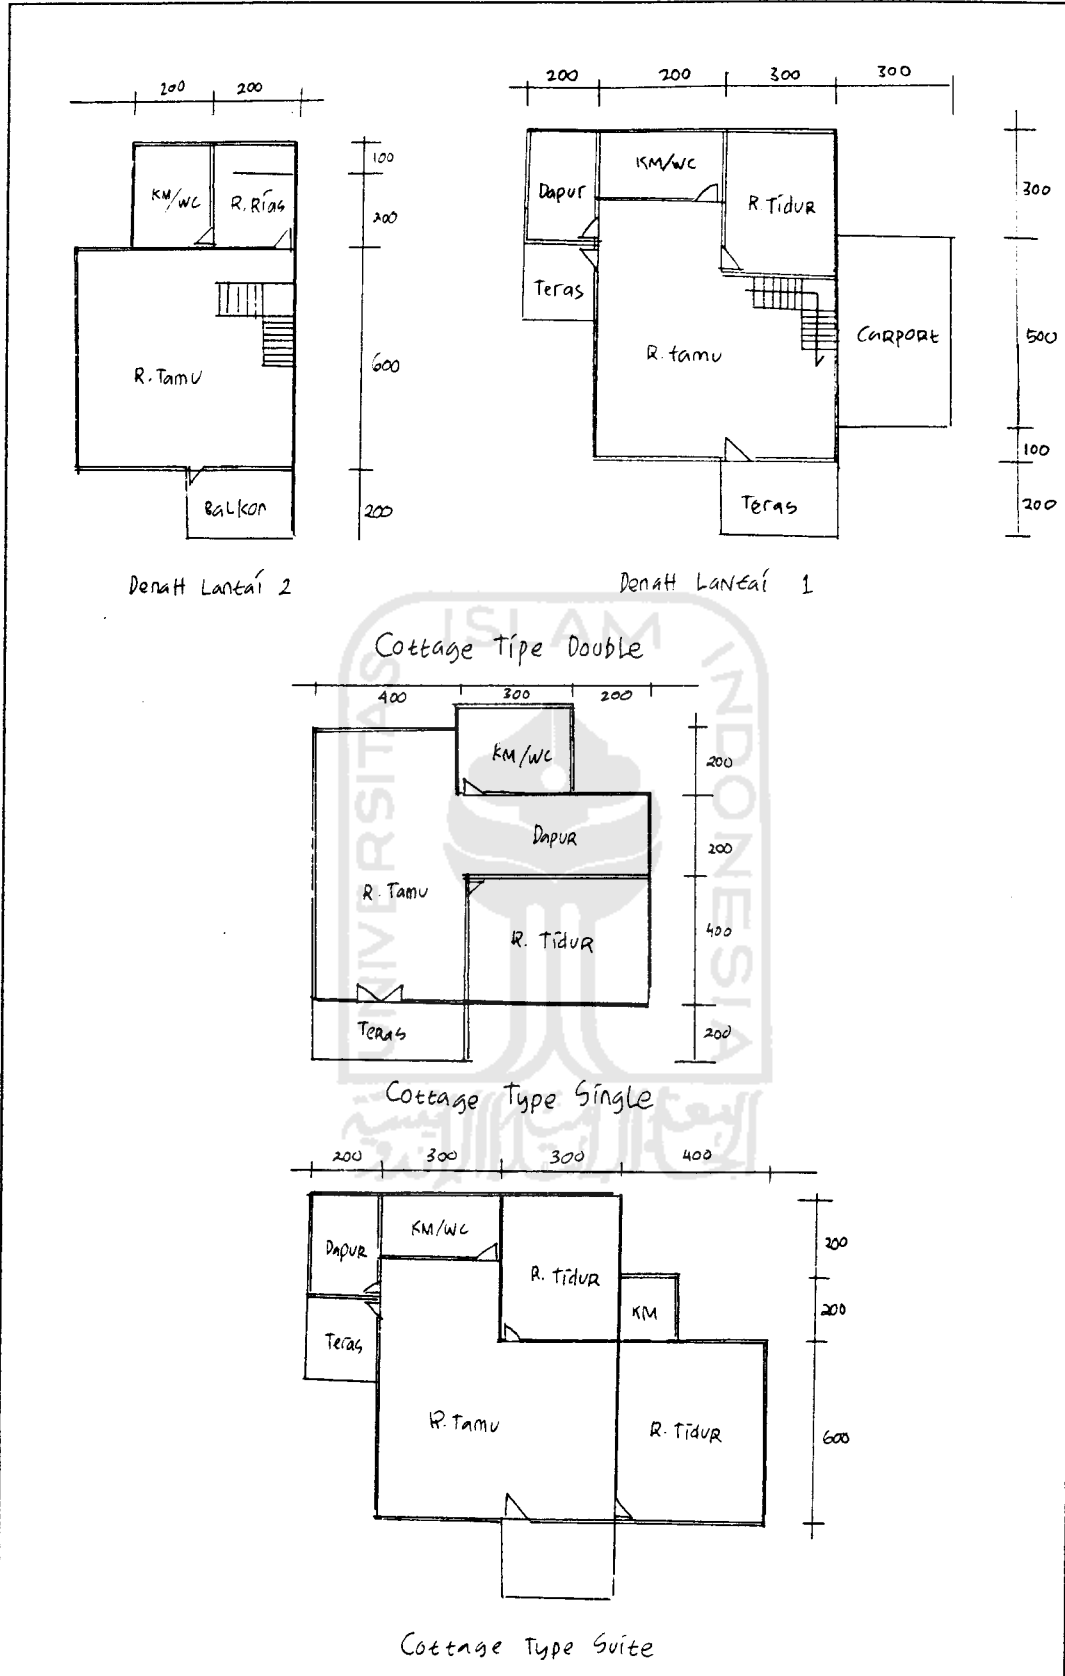 200 200
KM/WC R. Rias
100
200
R. Tamu
600
Balkon
200
Denah Lantai 2
200 200 300 300
Dapur KM/WC R. Tidur
300
Teras
R. tamu
CARPORT
500
100
Teras
200
Denah Lantai 1
Cottage Tipe Double
400 300 200
KM/WC
200
Dapur
200
R. Tamu
R. Tidur
400
Teras
200
Cottage Type Single
200 300 300 400
Dapur KM/WC
R. Tidur
200
KM
200
Teras
R. Tamu
R. Tidur
600
Cottage Type Suite
UNIVERSITAS
ISLAM
INDONESIA